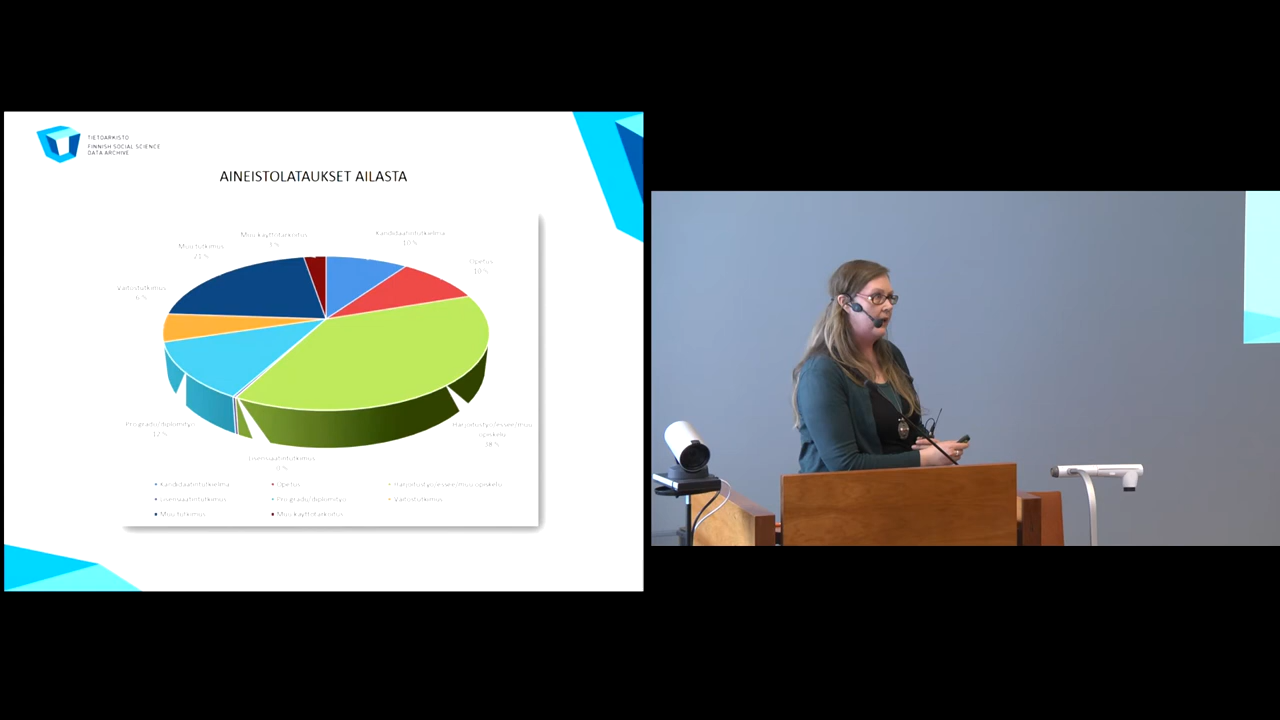 TIETOARKISTO
FINNISH SOCIAL SCIENCE
DATA ARCHIVE
AINEISTOLATAUKSET AILASTA
Muu käyttötarkoitus
3 %
Kandidaatintutkielma
10 %
Muu tutkimus
21 %
Opetus
10 %
Väitöstutkimus
6 %
Pro gradu/diplomityö
12 %
Harjoitustyö/essee/muu
opiskelu
38 %
Lisensiaatintutkimus
0 %
Kandidaatintutkielma
Opetus
Harjoitustyö/essee/muu opiskelu
Lisensiaatintutkimus
Pro gradu/diplomityö
Väitöstutkimus
Muu tutkimus
Muu käyttötarkoitus